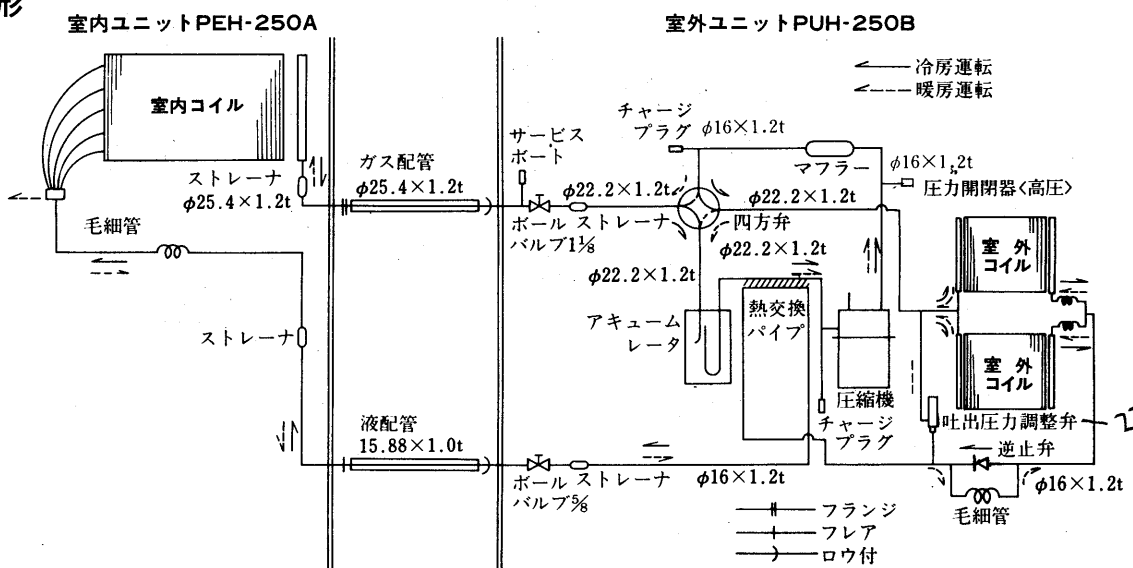 形
室内ユニットPEH-250A
室外ユニットPUH-250B
冷房運転
暖房運転
室内コイル
チャージ
プラグ
φ16×1.2t
サービス
ポート
マフラー
φ16×1.2t
圧力開閉器<高圧>
ガス配管
φ25.4×1.2t
ストレーナ
φ25.4×1.2t
φ22.2×1.2t
φ22.2×1.2t
毛細管
ボール
バルブ1⅛
ストレーナ
四方弁
φ22.2×1.2t
φ22.2×1.2t
室 外
コイル
ストレーナ
アキューム
レータ
熱交換
パイプ
室 外
コイル
圧縮機
チャージ
プラグ
吐出圧力調整弁
液配管
15.88×1.0t
逆止弁
ボール
バルブ⅝
ストレーナ
φ16×1.2t
φ16×1.2t
毛細管
フランジ
フレア
ロウ付